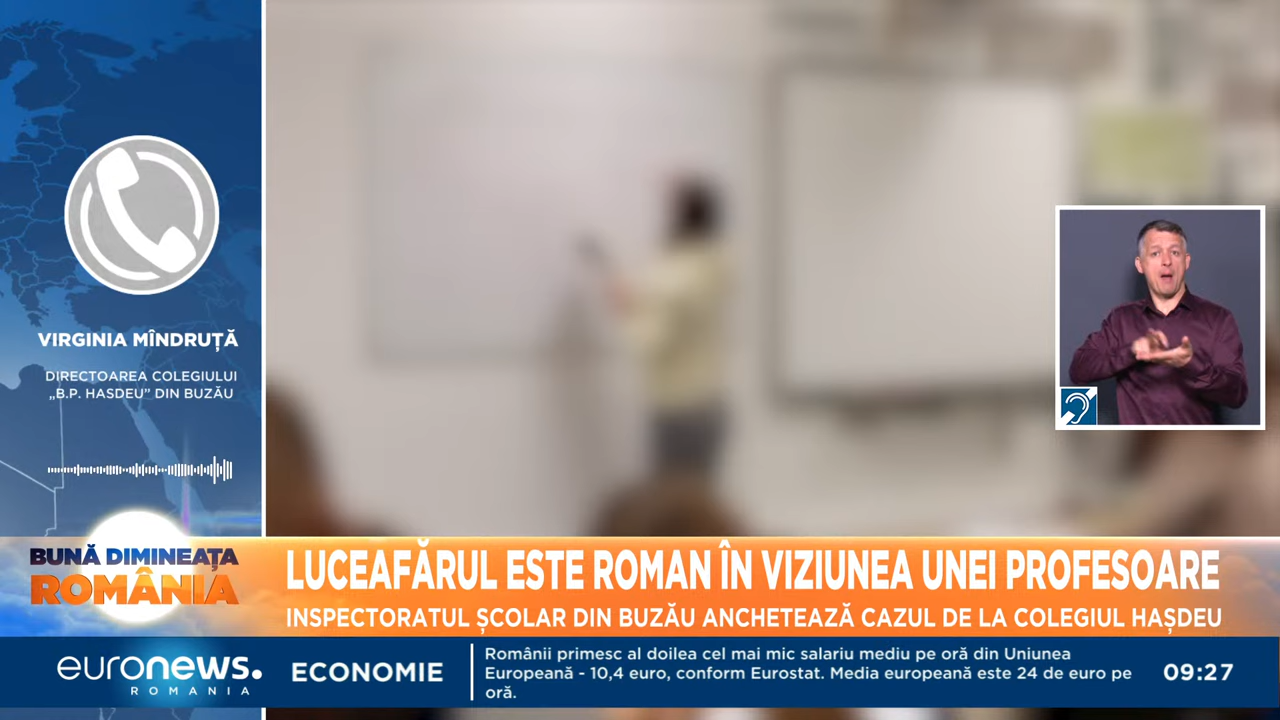 VIRGINIA MÎNDRUȚĂ
DIRECTOAREA COLEGIULUI
„B.P. HASDEU” DIN BUZĂU
BUNĂ DIMINEAȚA
ROMÂNIA
LUCEAFĂRUL ESTE ROMAN ÎN VIZIUNEA UNEI PROFESOARE
INSPECTORATUL ȘCOLAR DIN BUZĂU ANCHETEAZĂ CAZUL DE LA COLEGIUL HAȘDEU
euronews.
ROMANIA
ECONOMIE
Românii primesc al doilea cel mai mic salariu mediu pe oră din Uniunea
Europeană - 10,4 euro, conform Eurostat. Media europeană este 24 de euro pe
oră.
09:27